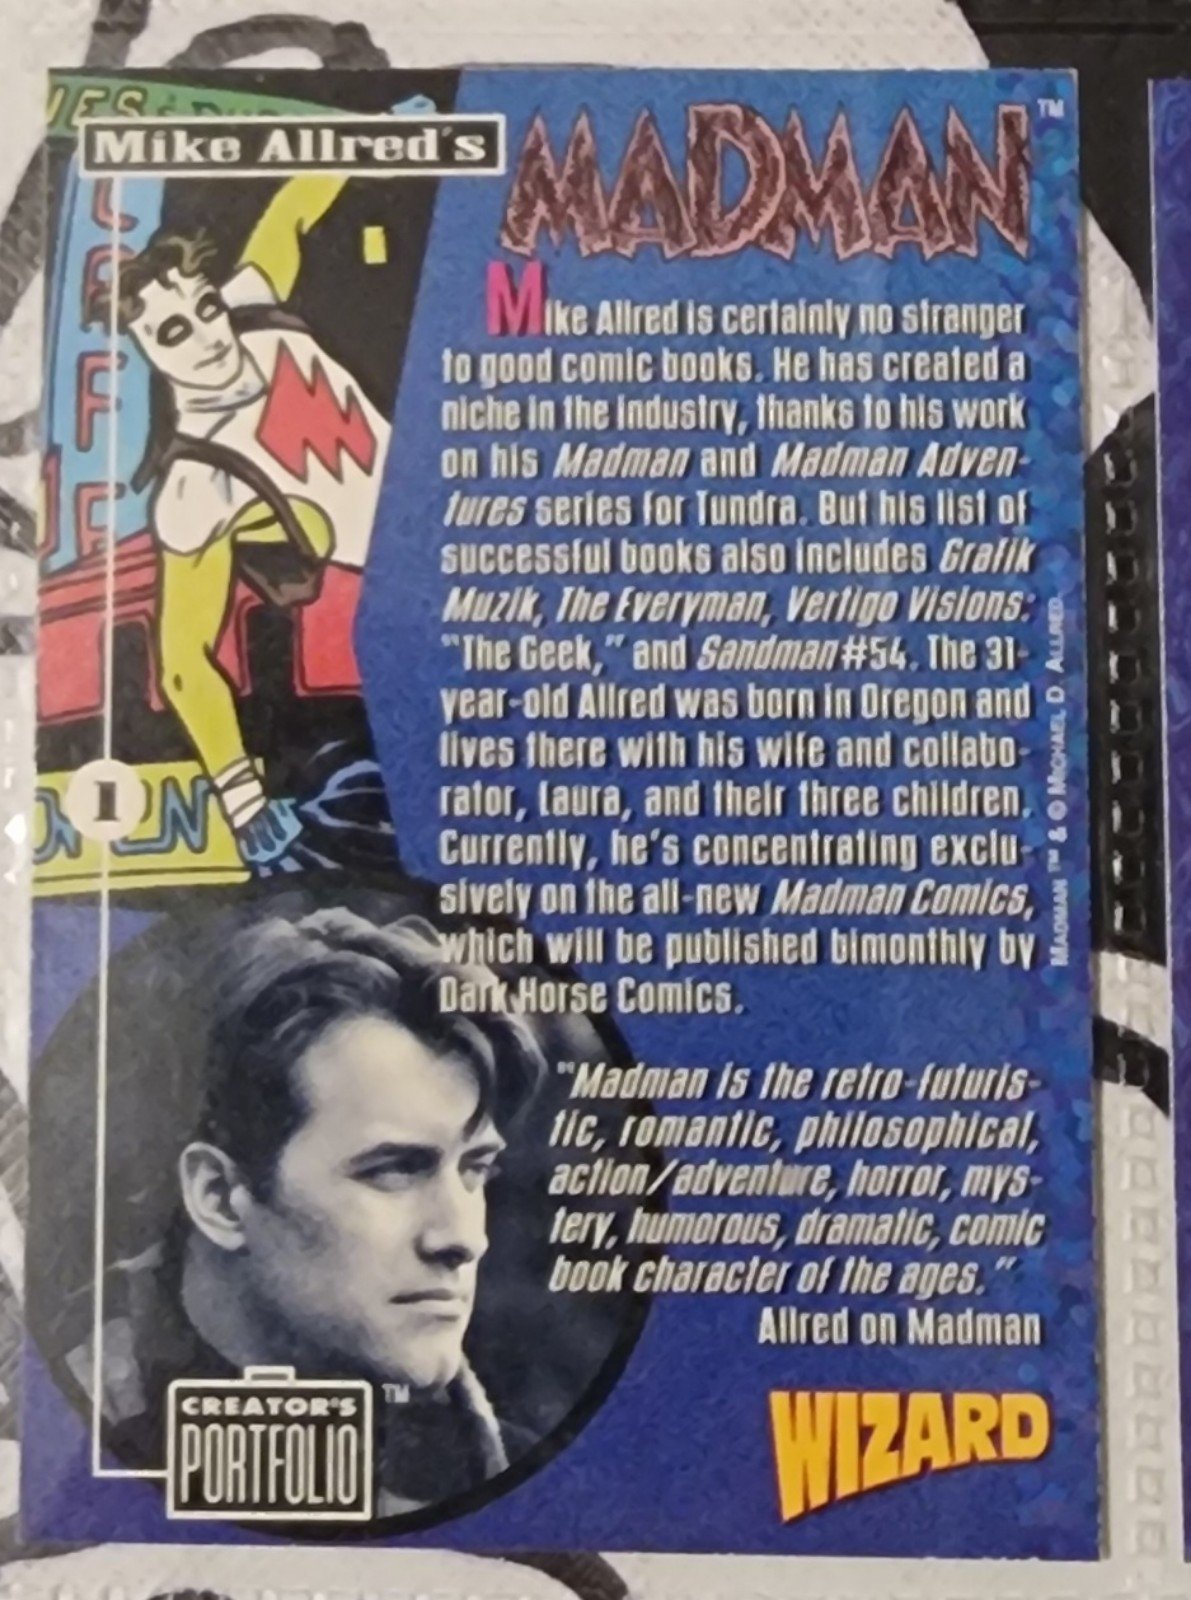 Mike Allred's
MADMAN™
Mike Allred is certainly no stranger
to good comic books. He has created a
niche in the industry, thanks to his work
on his Madman and Madman Adven-
tures series for Tundra. But his list of
successful books also includes Grafik
Muzik, The Everyman, Vertigo Visions:
"The Geek," and Sandman #54. The 31-
year-old Allred was born in Oregon and
lives there with his wife and collabo-
rator, Laura, and their three children.
Currently, he's concentrating exclu-
sively on the all-new Madman Comics,
which will be published bimonthly by
Dark Horse Comics.
"Madman is the retro-futuris-
tic, romantic, philosophical,
action/adventure, horror, mys-
tery, humorous, dramatic, comic
book character of the ages."
Allred on Madman
MADMAN™ & © MICHAEL D. ALLRED.
1
CREATOR'S
PORTFOLIO™
WIZARD